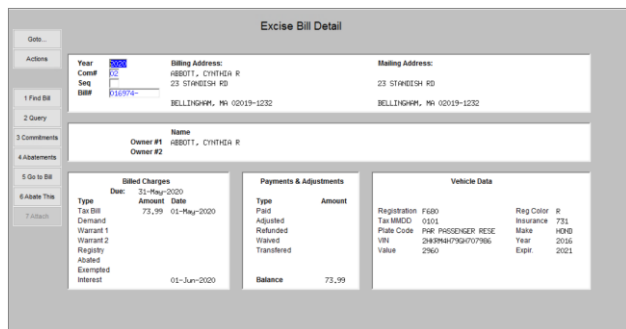 Excise Bill Detail
Goto...
Actions
1 Find Bill
2 Query
3 Commitments
4 Abatements
5 Go to Bill
6 Abate This
7 Attach
Year 2020 Billing Address: Mailing Address:
Com# 02 ABBOTT, CYNTHIA R
Seq 23 STANDISH RD 23 STANDISH RD
Bill# 016974-
BELLINGHAM, MA 02019-1232 BELLINGHAM, MA 02019-1232
Name
Owner #1 ABBOTT, CYNTHIA R
Owner #2
Billed Charges
Due: 31-May-2020
Type Amount Date
Tax Bill 73.99 01-May-2020
Demand
Warrant 1
Warrant 2
Registry
Abated
Exempted
Interest 01-Jun-2020
Payments & Adjustments
Type Amount
Paid
Adjusted
Refunded
Waived
Transfered
Balance 73.99
Vehicle Data
Registration F680 Reg Color R
Tax MMDD 0101 Insurance 731
Plate Code PAR PASSENGER RESE Make HOND
VIN Year 2016
Value 2960 Expir. 2021